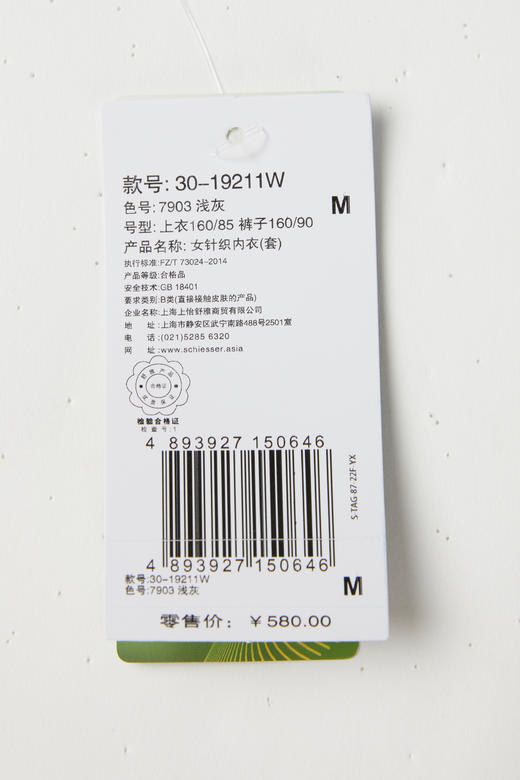 款号: 30-19211W
色号: 7903 浅灰
M
号型: 上衣160/85 裤子160/90
产品名称: 女针织内衣(套)
执行标准:FZ/T 73024-2014
产品等级:合格品
安全技术:GB 18401
要求类别:B类(直接接触皮肤的产品)
企业名称:上海上怡舒雅商贸有限公司
地 址:上海市静安区武宁南路488号2501室
电 话:(021)5285 6320
网 址:www.schiesser.asia
合格证
检验合格证
检查号:1
4 893927 150646
S-TAG-87-22F-YX
4 893927 150646
款号:30-19211W
色号:7903 浅灰
M
零售价: ¥580.00